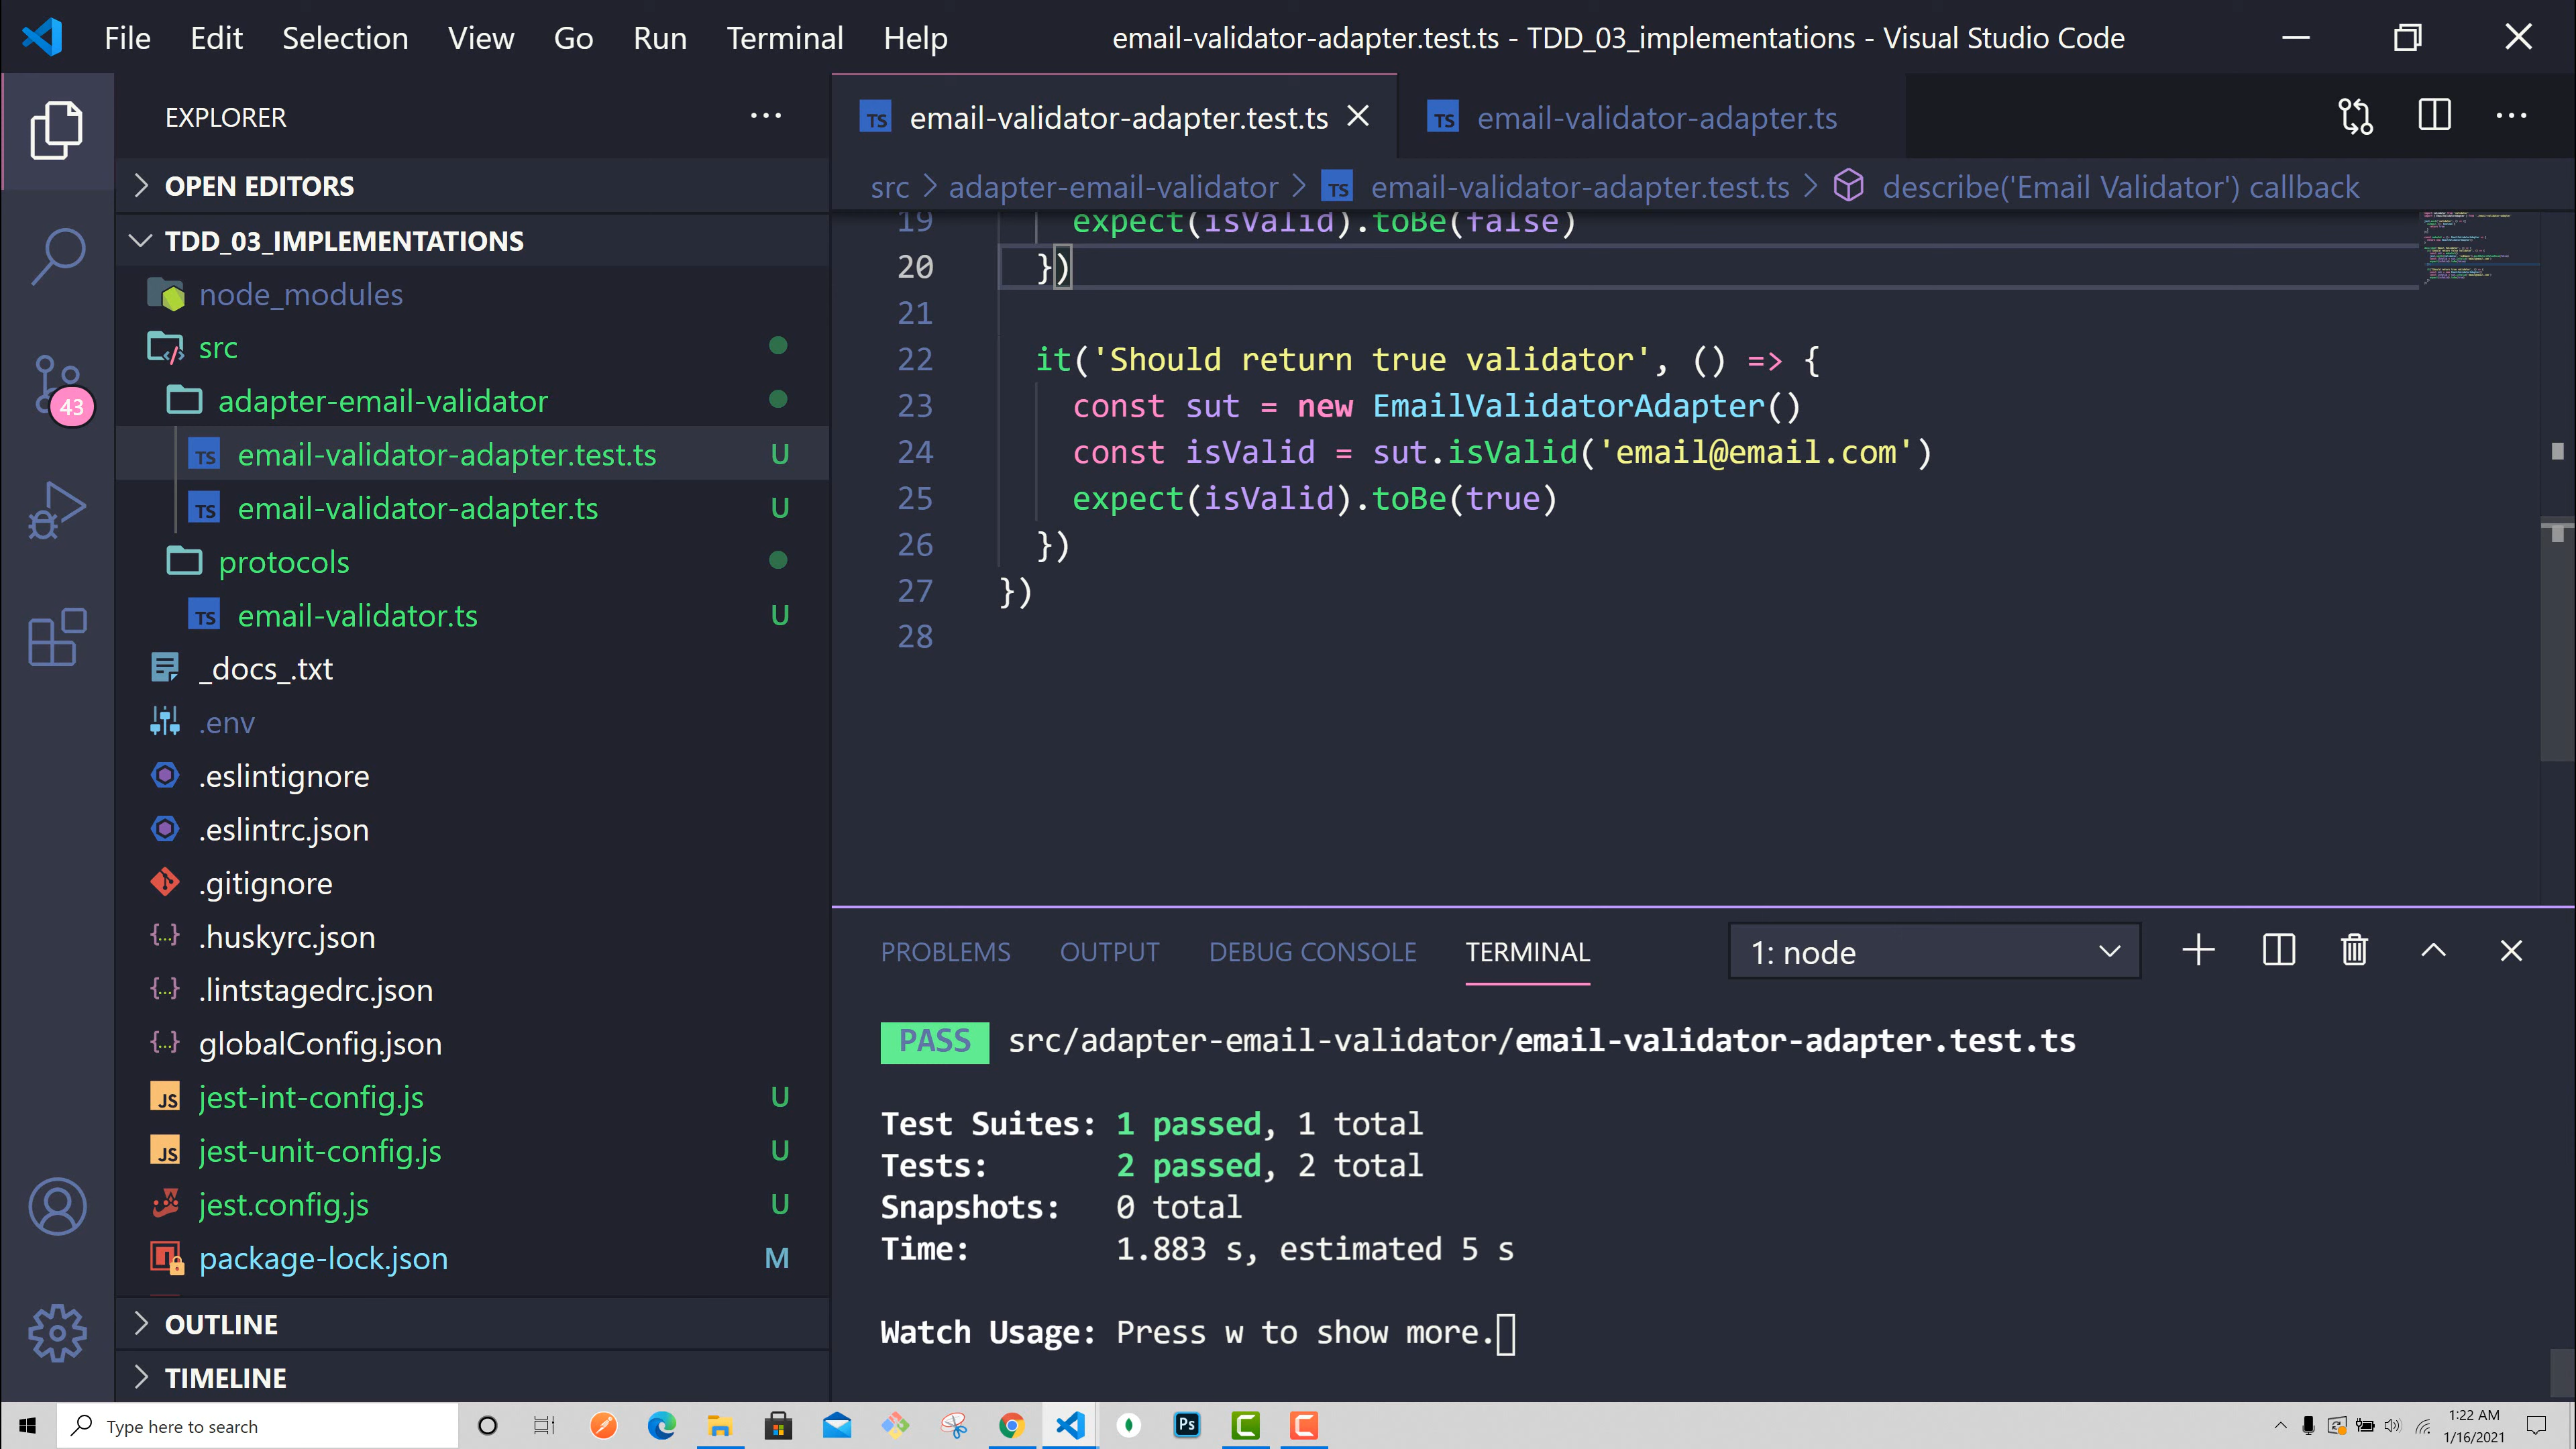 File Edit Selection View Go Run Terminal Help email-validator-adapter.test.ts - TDD_03_implementations - Visual Studio Code
EXPLORER
OPEN EDITORS
TDD_03_IMPLEMENTATIONS
node_modules
src
adapter-email-validator
email-validator-adapter.test.ts U
email-validator-adapter.ts U
protocols
email-validator.ts U
_docs_.txt
.env
.eslintignore
.eslintrc.json
.gitignore
.huskyrc.json
.lintstagedrc.json
globalConfig.json
jest-int-config.js U
jest-unit-config.js U
jest.config.js U
package-lock.json M
OUTLINE
TIMELINE
43
email-validator-adapter.test.ts email-validator-adapter.ts
src > adapter-email-validator > email-validator-adapter.test.ts > describe('Email Validator') callback
19 expect(isValid).toBe(false)
20 })
21
22 it('Should return true validator', () => {
23 const sut = new EmailValidatorAdapter()
24 const isValid = sut.isValid('email@email.com')
25 expect(isValid).toBe(true)
26 })
27 })
28
PROBLEMS OUTPUT DEBUG CONSOLE TERMINAL 1: node
PASS src/adapter-email-validator/email-validator-adapter.test.ts
Test Suites: 1 passed, 1 total
Tests: 2 passed, 2 total
Snapshots: 0 total
Time: 1.883 s, estimated 5 s
Watch Usage: Press w to show more.
Type here to search
1:22 AM
1/16/2021